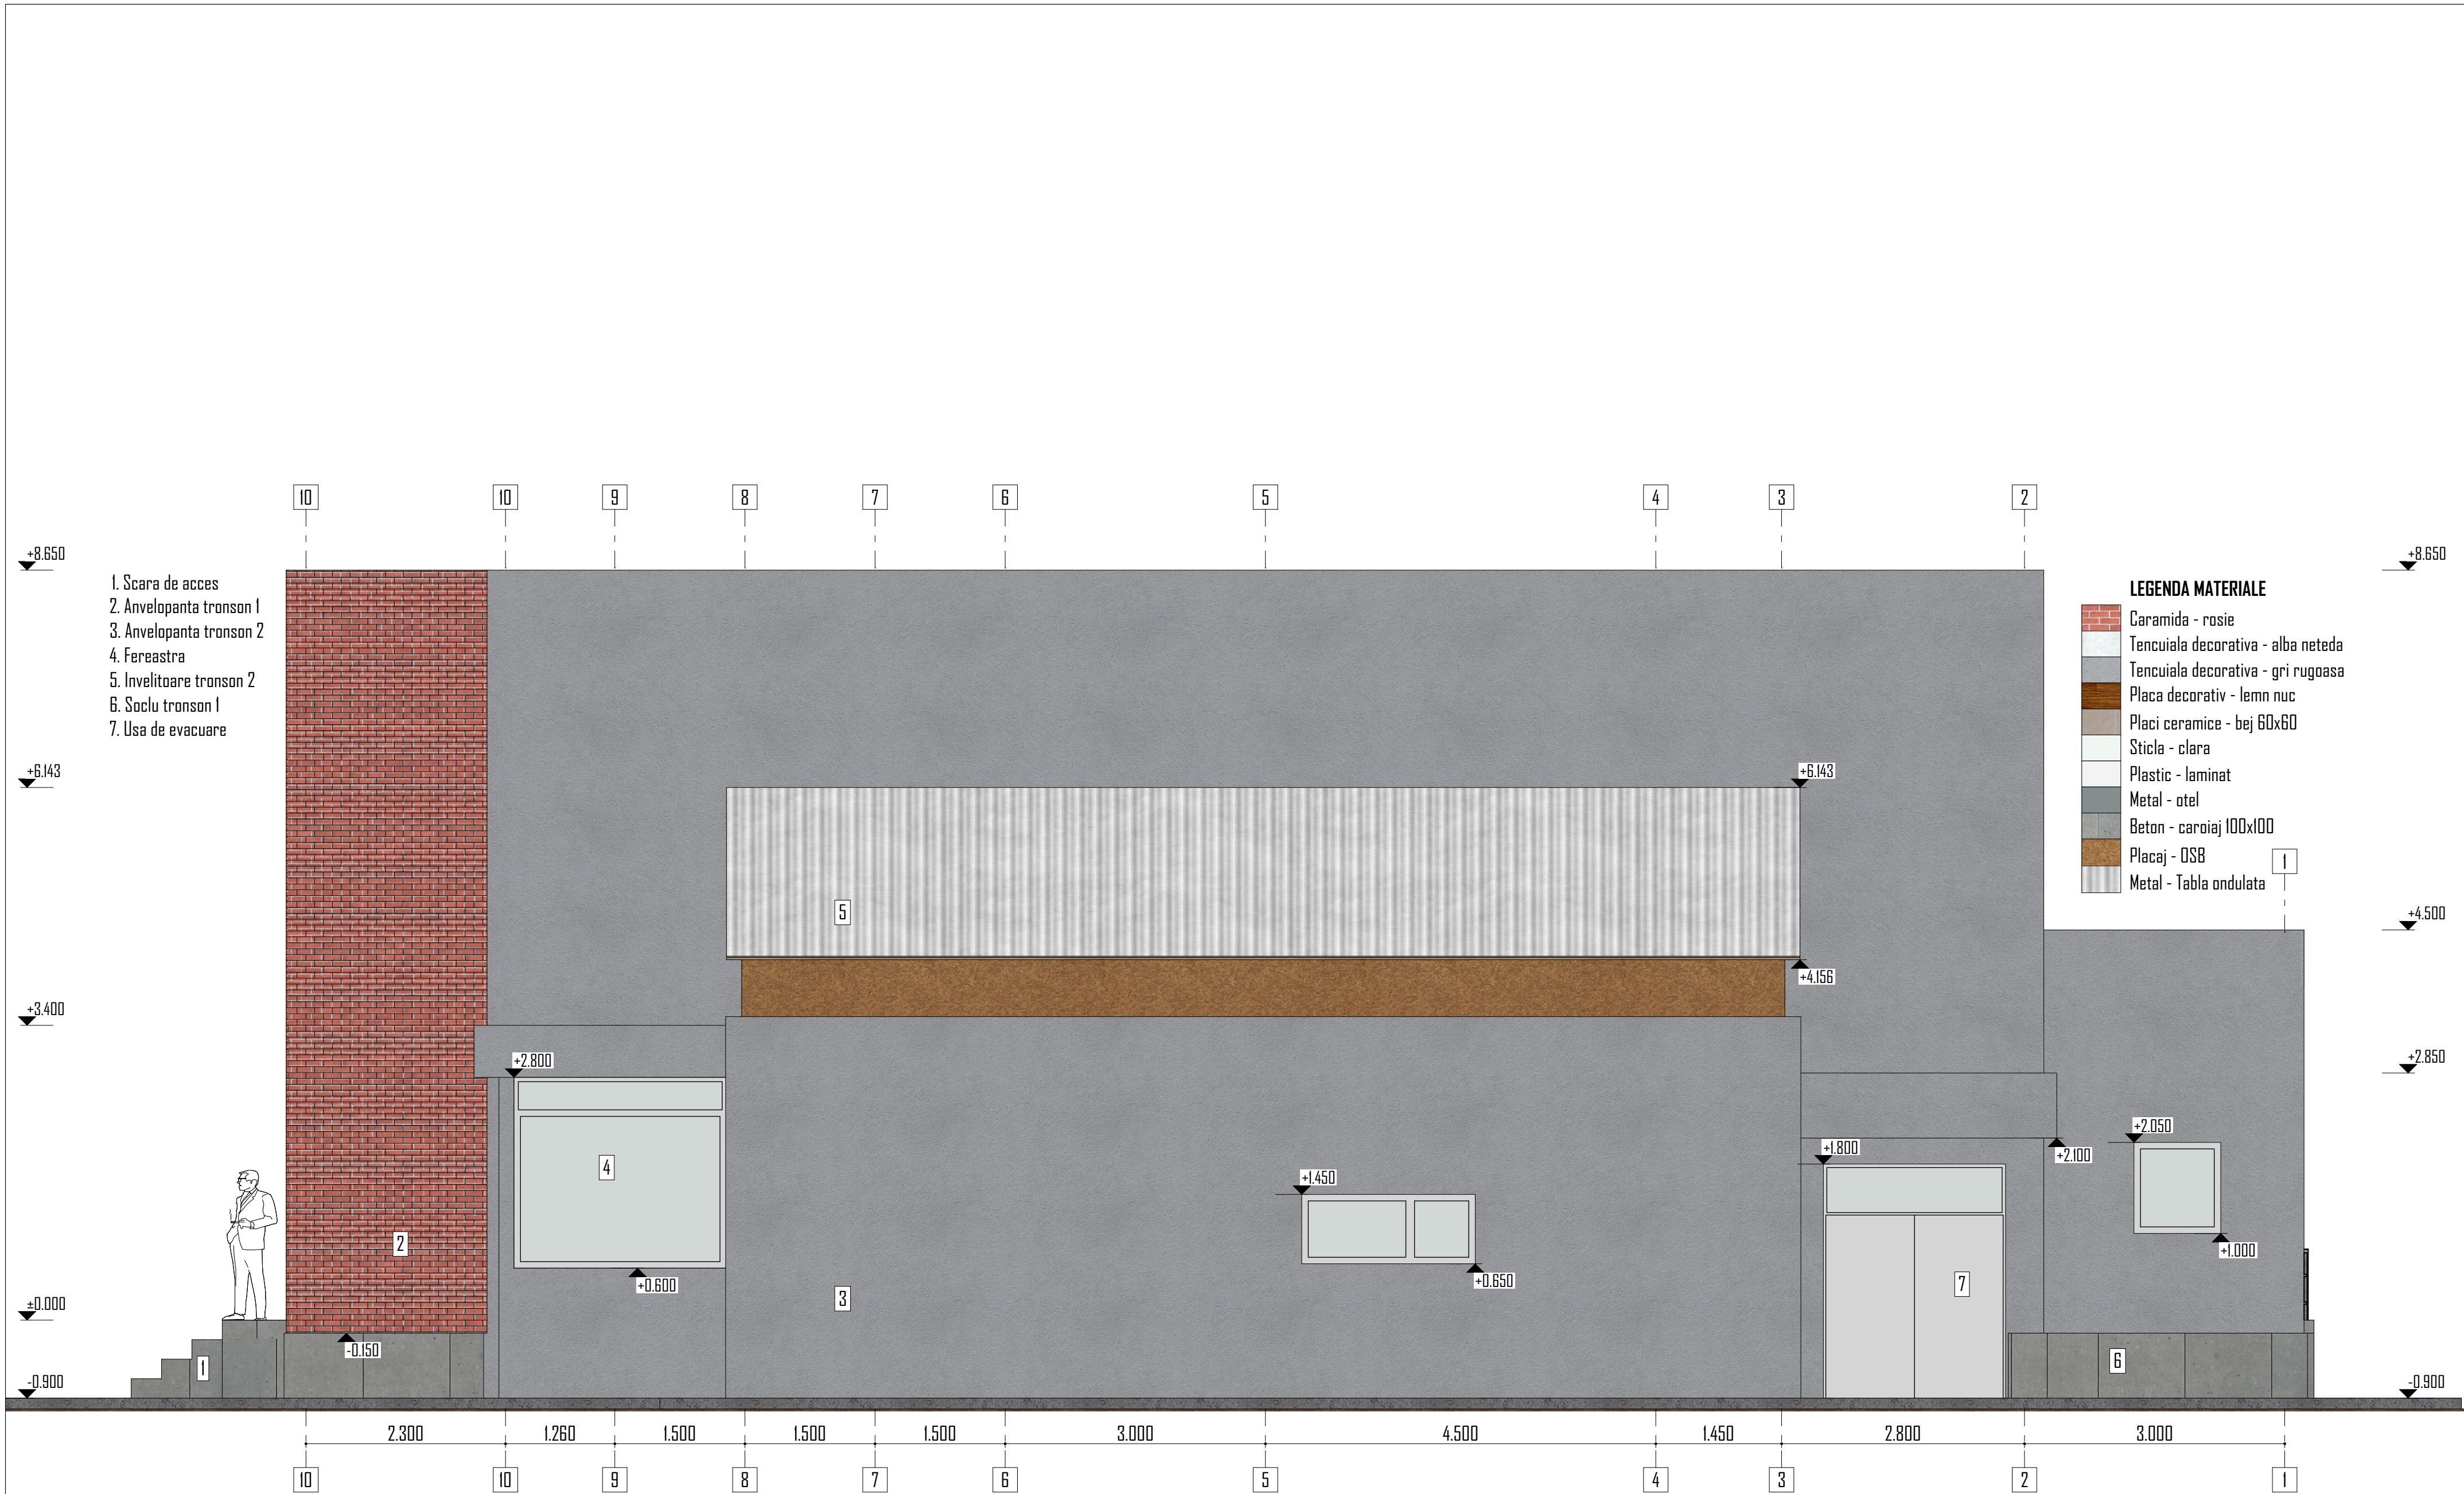 10 10 9 8 7 6 5 4 3 2
+8.650 +8.650
1. Scara de acces
2. Anvelopanta tronson 1
3. Anvelopanta tronson 2
4. Fereastra
5. Invelitoare tronson 2
6. Soclu tronson 1
7. Usa de evacuare
LEGENDA MATERIALE
Caramida - rosie
Tencuiala decorativa - alba neteda
Tencuiala decorativa - gri rugoasa
Placa decorativ - lemn nuc
Placi ceramice - bej 60x60
Sticla - clara
Plastic - laminat
Metal - otel
Beton - caroiaj 100x100
Placaj - OSB
Metal - Tabla ondulata
1
+6.143 +6.143
5
+4.500
+4.156
+3.400
+2.800
+2.850
+2.050
+1.800
+2.100
4
+1.450
2
+1.000
+0.650
+0.600
7
3
±0.000
-0.150
1
6
-0.900 -0.900
2.300 1.260 1.500 1.500 1.500 3.000 4.500 1.450 2.800 3.000
10 10 9 8 7 6 5 4 3 2 1